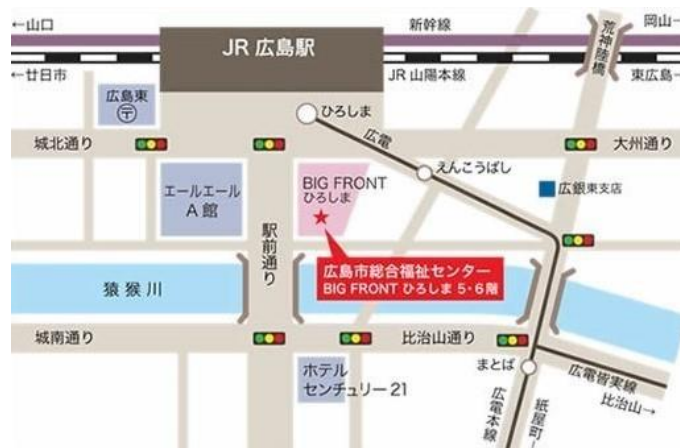 ←山口
新幹線
岡山→
JR 広島駅
荒神陸橋
←廿日市
JR 山陽本線
東広島→
広島東
〒
ひろしま
城北通り
広電
大州通り
えんこうばし
エールエール
A 館
BIG FRONT
ひろしま
広銀東支店
駅前通り
広島市総合福祉センター
BIG FRONT ひろしま 5・6 階
猿猴川
城南通り
比治山通り
まとば
ホテル
センチュリー 21
広電皆実線
比治山→
広電本線
紙屋町→